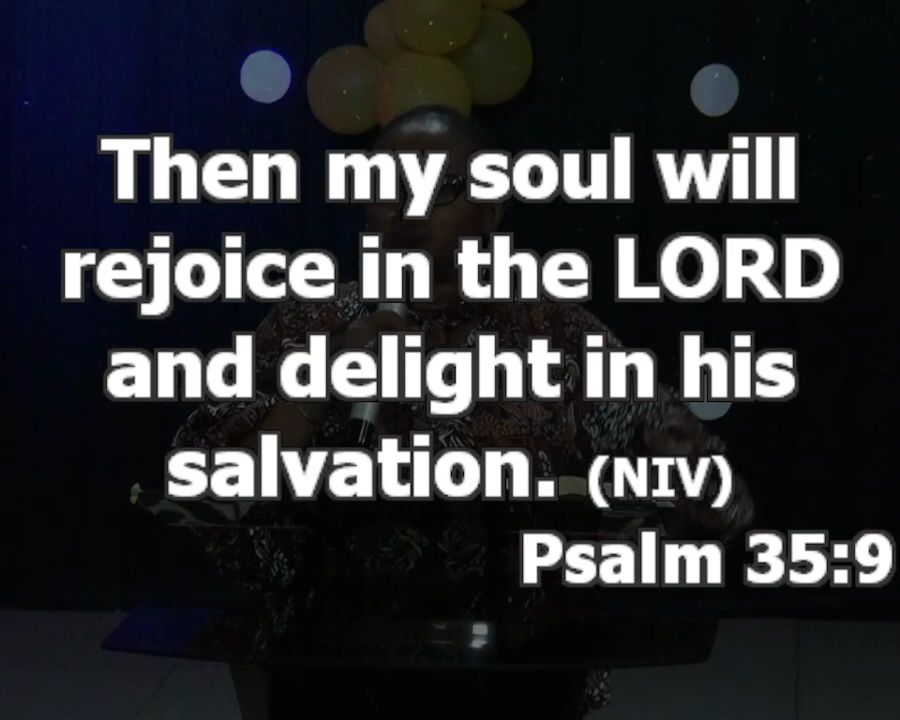 Then my soul will
rejoice in the LORD
and delight in his
salvation. (NIV)
Psalm 35:9